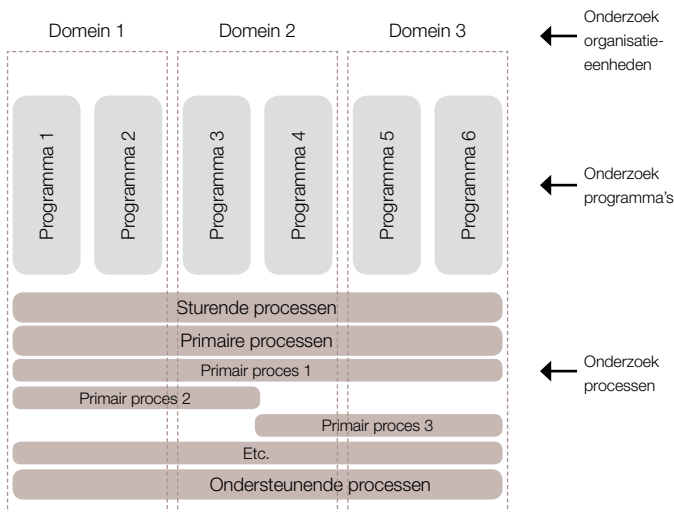 Domein 1
Domein 2
Domein 3
Onderzoek
organisatie-
eenheden
Programma 1
Programma 2
Programma 3
Programma 4
Programma 5
Programma 6
Onderzoek
programma's
Sturende processen
Primaire processen
Primair proces 1
Onderzoek
processen
Primair proces 2
Primair proces 3
Etc.
Ondersteunende processen